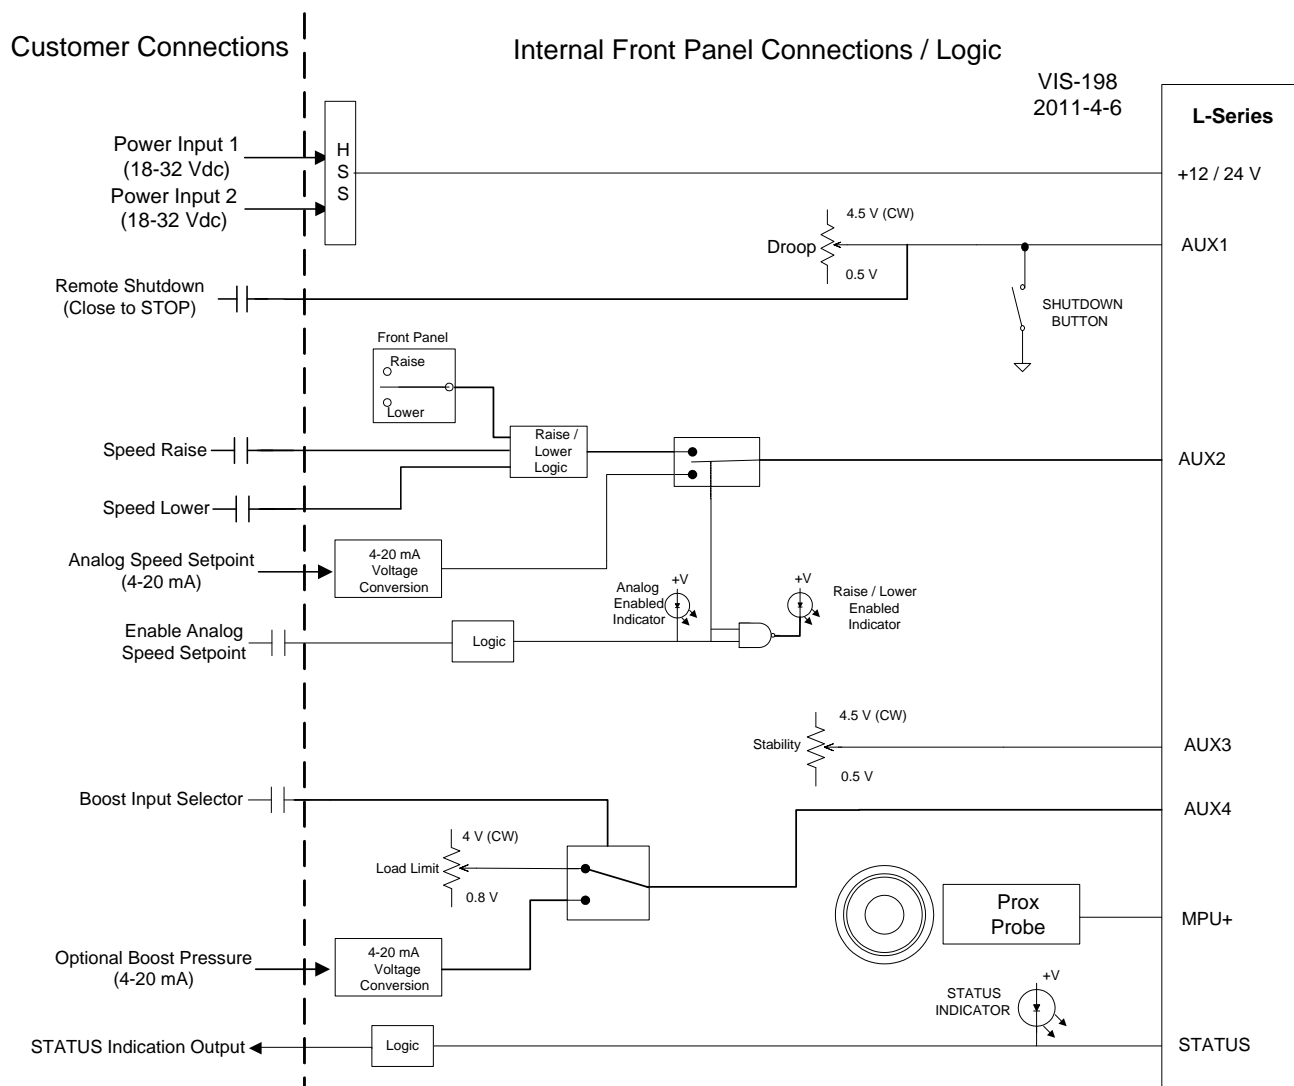 Customer Connections
Internal Front Panel Connections / Logic
VIS-198
2011-4-6
L-Series
Power Input 1
(18-32 Vdc)
Power Input 2
(18-32 Vdc)
H
S
S
+12 / 24 V
4.5 V (CW)
Droop
0.5 V
AUX1
Remote Shutdown
(Close to STOP)
SHUTDOWN
BUTTON
Front Panel
Raise
Lower
Speed Raise
Raise /
Lower
Logic
AUX2
Speed Lower
Analog Speed Setpoint
(4-20 mA)
4-20 mA
Voltage
Conversion
Analog
Enabled
Indicator
+V
+V
Raise / Lower
Enabled
Indicator
Enable Analog
Speed Setpoint
Logic
4.5 V (CW)
Stability
0.5 V
AUX3
Boost Input Selector
AUX4
4 V (CW)
Load Limit
0.8 V
Prox
Probe
MPU+
Optional Boost Pressure
(4-20 mA)
4-20 mA
Voltage
Conversion
STATUS
INDICATOR
+V
STATUS Indication Output
Logic
STATUS